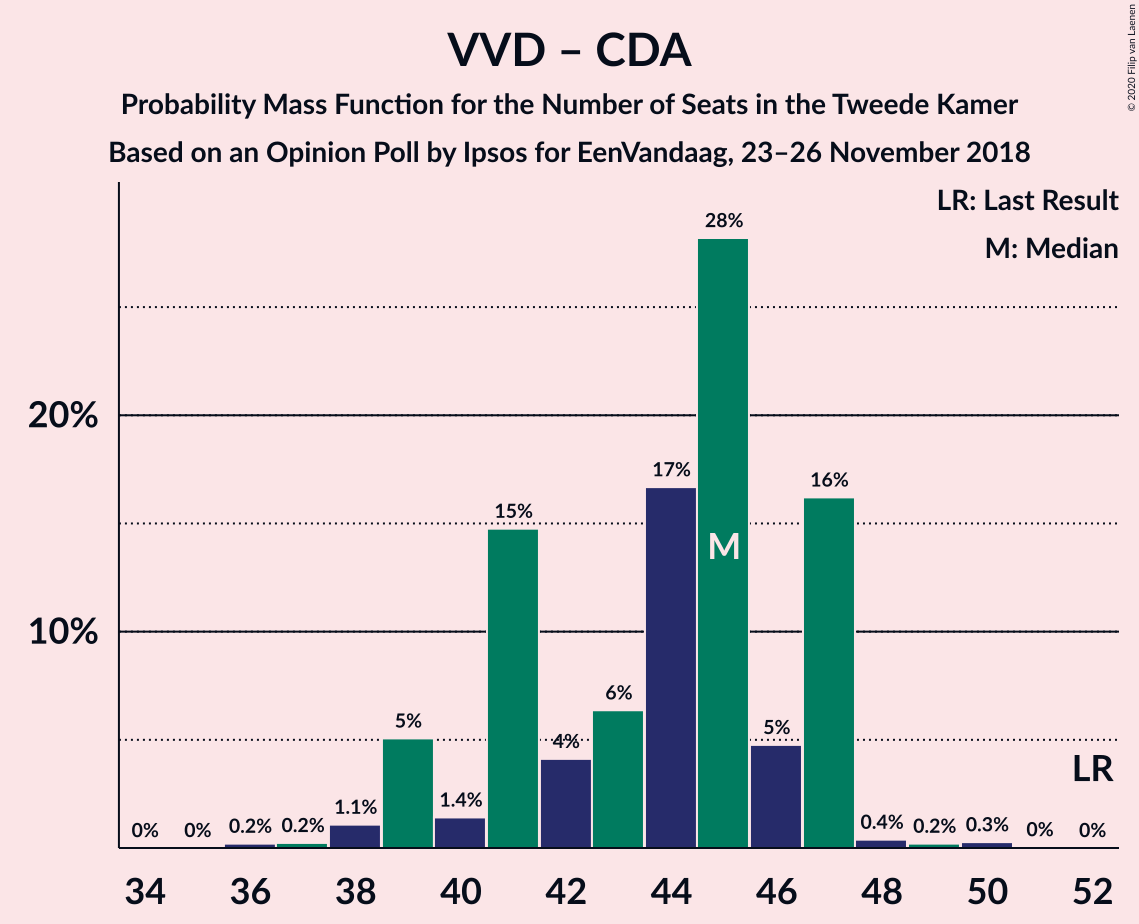 VVD – CDA
Probability Mass Function for the Number of Seats in the Tweede Kamer
Based on an Opinion Poll by Ipsos for EenVandaag, 23–26 November 2018
© 2020 Filip van Laenen
LR: Last Result
M: Median
20%
10%
0%
0%
0.2%
0.2%
1.1%
5%
1.4%
15%
4%
6%
17%
28%
M
5%
16%
0.4%
0.2%
0.3%
0%
0%
LR
34 36 38 40 42 44 46 48 50 52